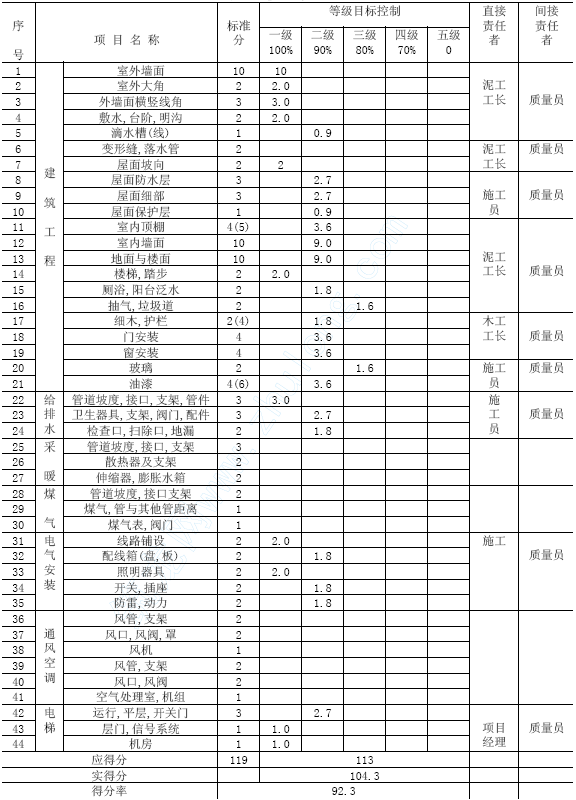 序号 项目名称 标准分 等级目标控制 直接责任者 间接责任者
一级100% 二级90% 三级80% 四级70% 五级0
建筑工程
1 室外墙面 10 10 泥工工长 质量员
2 室外大角 2 2.0
3 外墙面横竖线角 3 3.0
4 敷水,台阶,明沟 2 2.0
5 滴水槽(线) 1 0.9
6 变形缝,落水管 2 泥工工长 质量员
7 屋面坡向 2 2
8 屋面防水层 3 2.7 施工员 质量员
9 屋面细部 3 2.7
10 屋面保护层 1 0.9
11 室内顶棚 4(5) 3.6 泥工工长 质量员
12 室内墙面 10 9.0
13 地面与楼面 10 9.0
14 楼梯,踏步 2 2.0
15 厕浴,阳台泛水 2 1.8
16 抽气,垃圾道 2 1.6
17 细木,护栏 2(4) 1.8 木工工长 质量员
18 门安装 4 3.6
19 窗安装 4 3.6
20 玻璃 2 1.6 施工员 质量员
21 油漆 4(6) 3.6
给排水
22 管道坡度,接口,支架,管件 3 3.0 施工员 质量员
23 卫生器具,支架,阀门,配件 3 2.7
24 检查口,扫除口,地漏 2 1.8
采暖
25 管道坡度,接口,支架 3
26 散热器及支架 2
27 伸缩器,膨胀水箱 2
煤气
28 管道坡度,接口支架 2
29 煤气,管与其他管距离 1
30 煤气表,阀门 1
电气安装
31 线路铺设 2 2.0 施工 质量员
32 配线箱(盘,板) 2 1.8
33 照明器具 2 2.0
34 开关,插座 2 1.8
35 防雷,动力 2 1.8
通风空调
36 风管,支架 2
37 风口,风阀,罩 2
38 风机 1
39 风管,支架 2
40 风口,风阀 2
41 空气处理室,机组 1
电梯
42 运行,平层,开关门 3 2.7 项目经理 质量员
43 层门,信号系统 1 1.0
44 机房 1 1.0
应得分 119 113
实得分 104.3
得分率 92.3